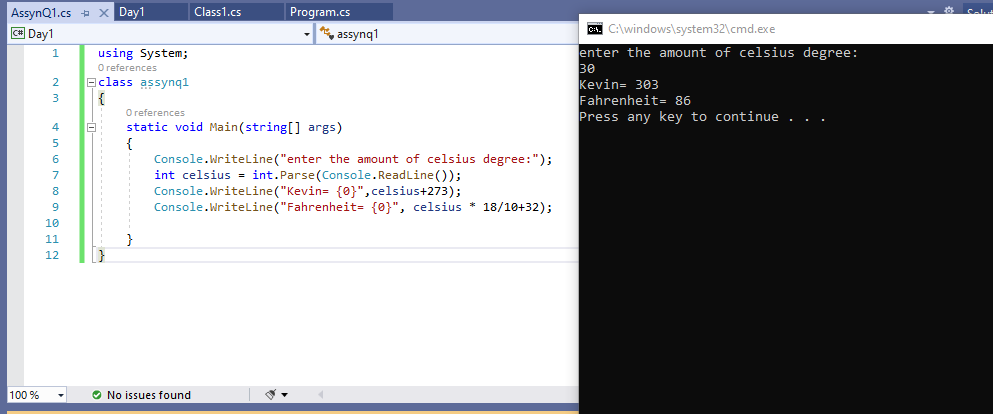 AssynQ1.cs Day1 Class1.cs Program.cs
C# Day1 assynq1
1 using System;
0 references
2 class assynq1
3 {
0 references
4 static void Main(string[] args)
5 {
6 Console.WriteLine("enter the amount of celsius degree:");
7 int celsius = int.Parse(Console.ReadLine());
8 Console.WriteLine("Kevin= {0}",celsius+273);
9 Console.WriteLine("Fahrenheit= {0}", celsius * 18/10+32);
10
11 }
12 }
100 % No issues found
C:\windows\system32\cmd.exe
enter the amount of celsius degree:
30
Kevin= 303
Fahrenheit= 86
Press any key to continue . . .